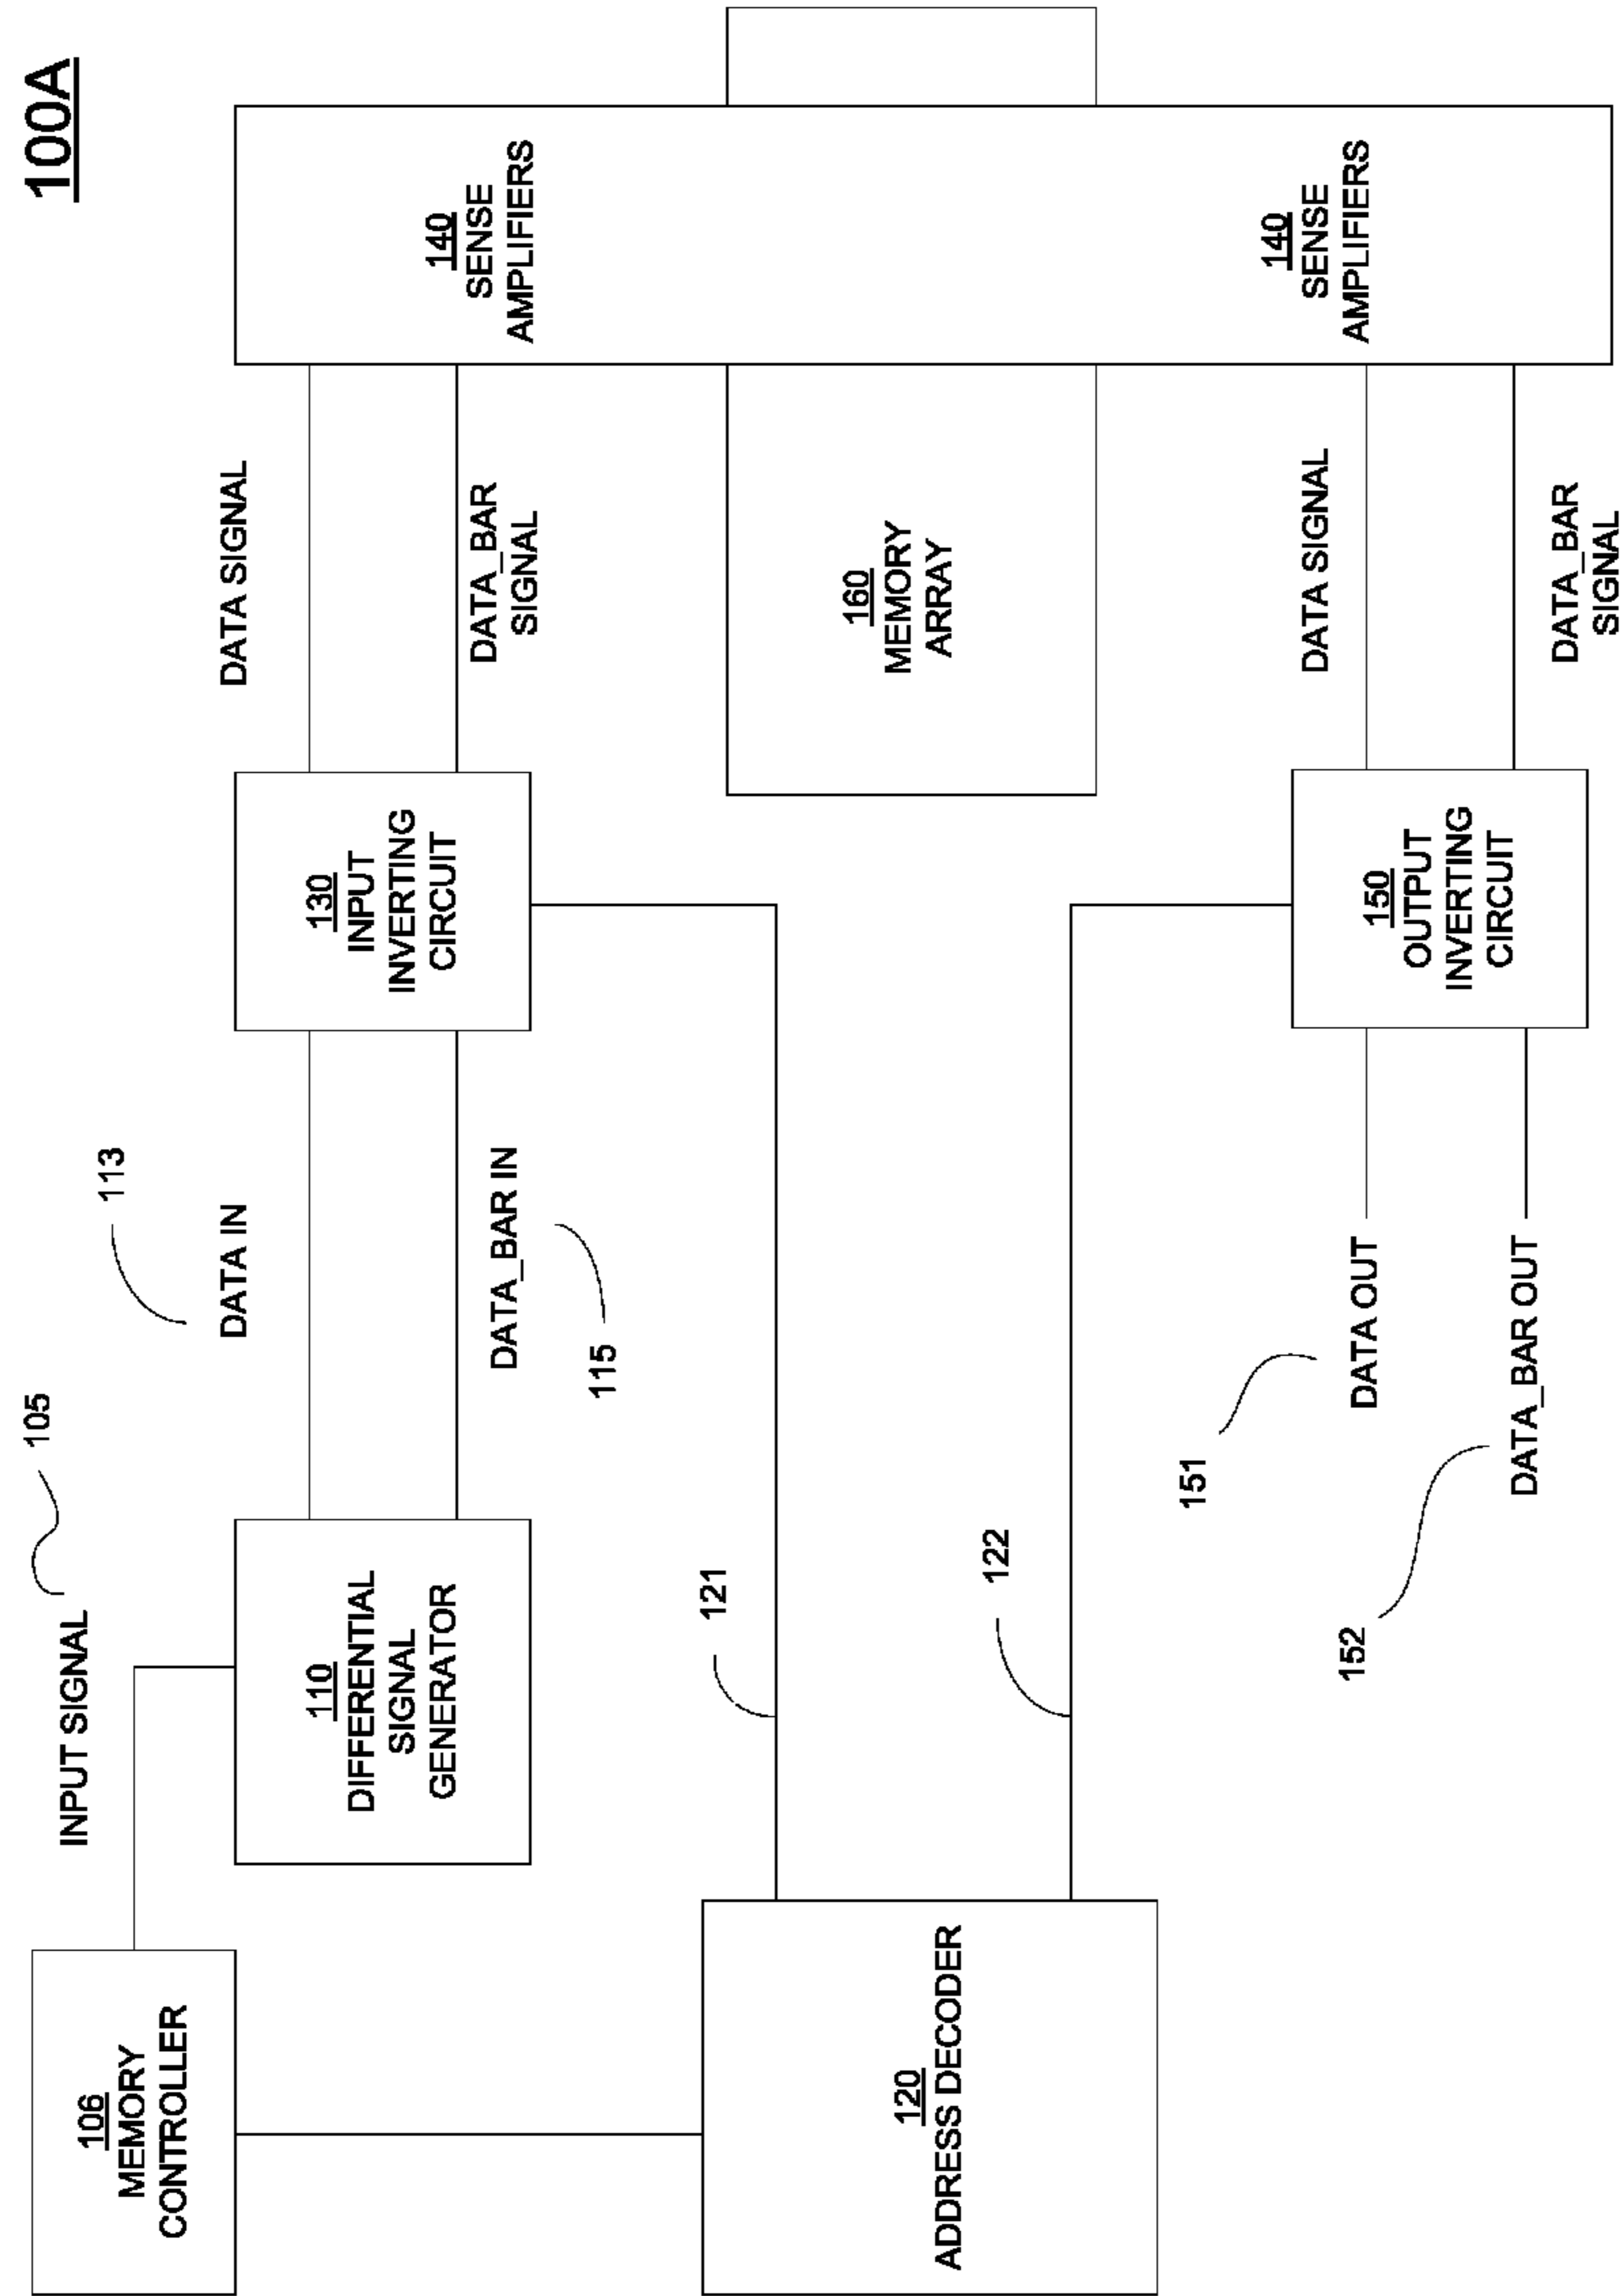 100A
106
MEMORY
CONTROLLER
INPUT SIGNAL
105
110
DIFFERENTIAL
SIGNAL
GENERATOR
113
DATA IN
DATA_BAR IN
115
130
INPUT
INVERTING
CIRCUIT
DATA SIGNAL
DATA_BAR
SIGNAL
140
SENSE
AMPLIFIERS
120
ADDRESS DECODER
121
122
160
MEMORY
ARRAY
151
DATA OUT
152
DATA_BAR OUT
150
OUTPUT
INVERTING
CIRCUIT
DATA SIGNAL
DATA_BAR
SIGNAL
140
SENSE
AMPLIFIERS